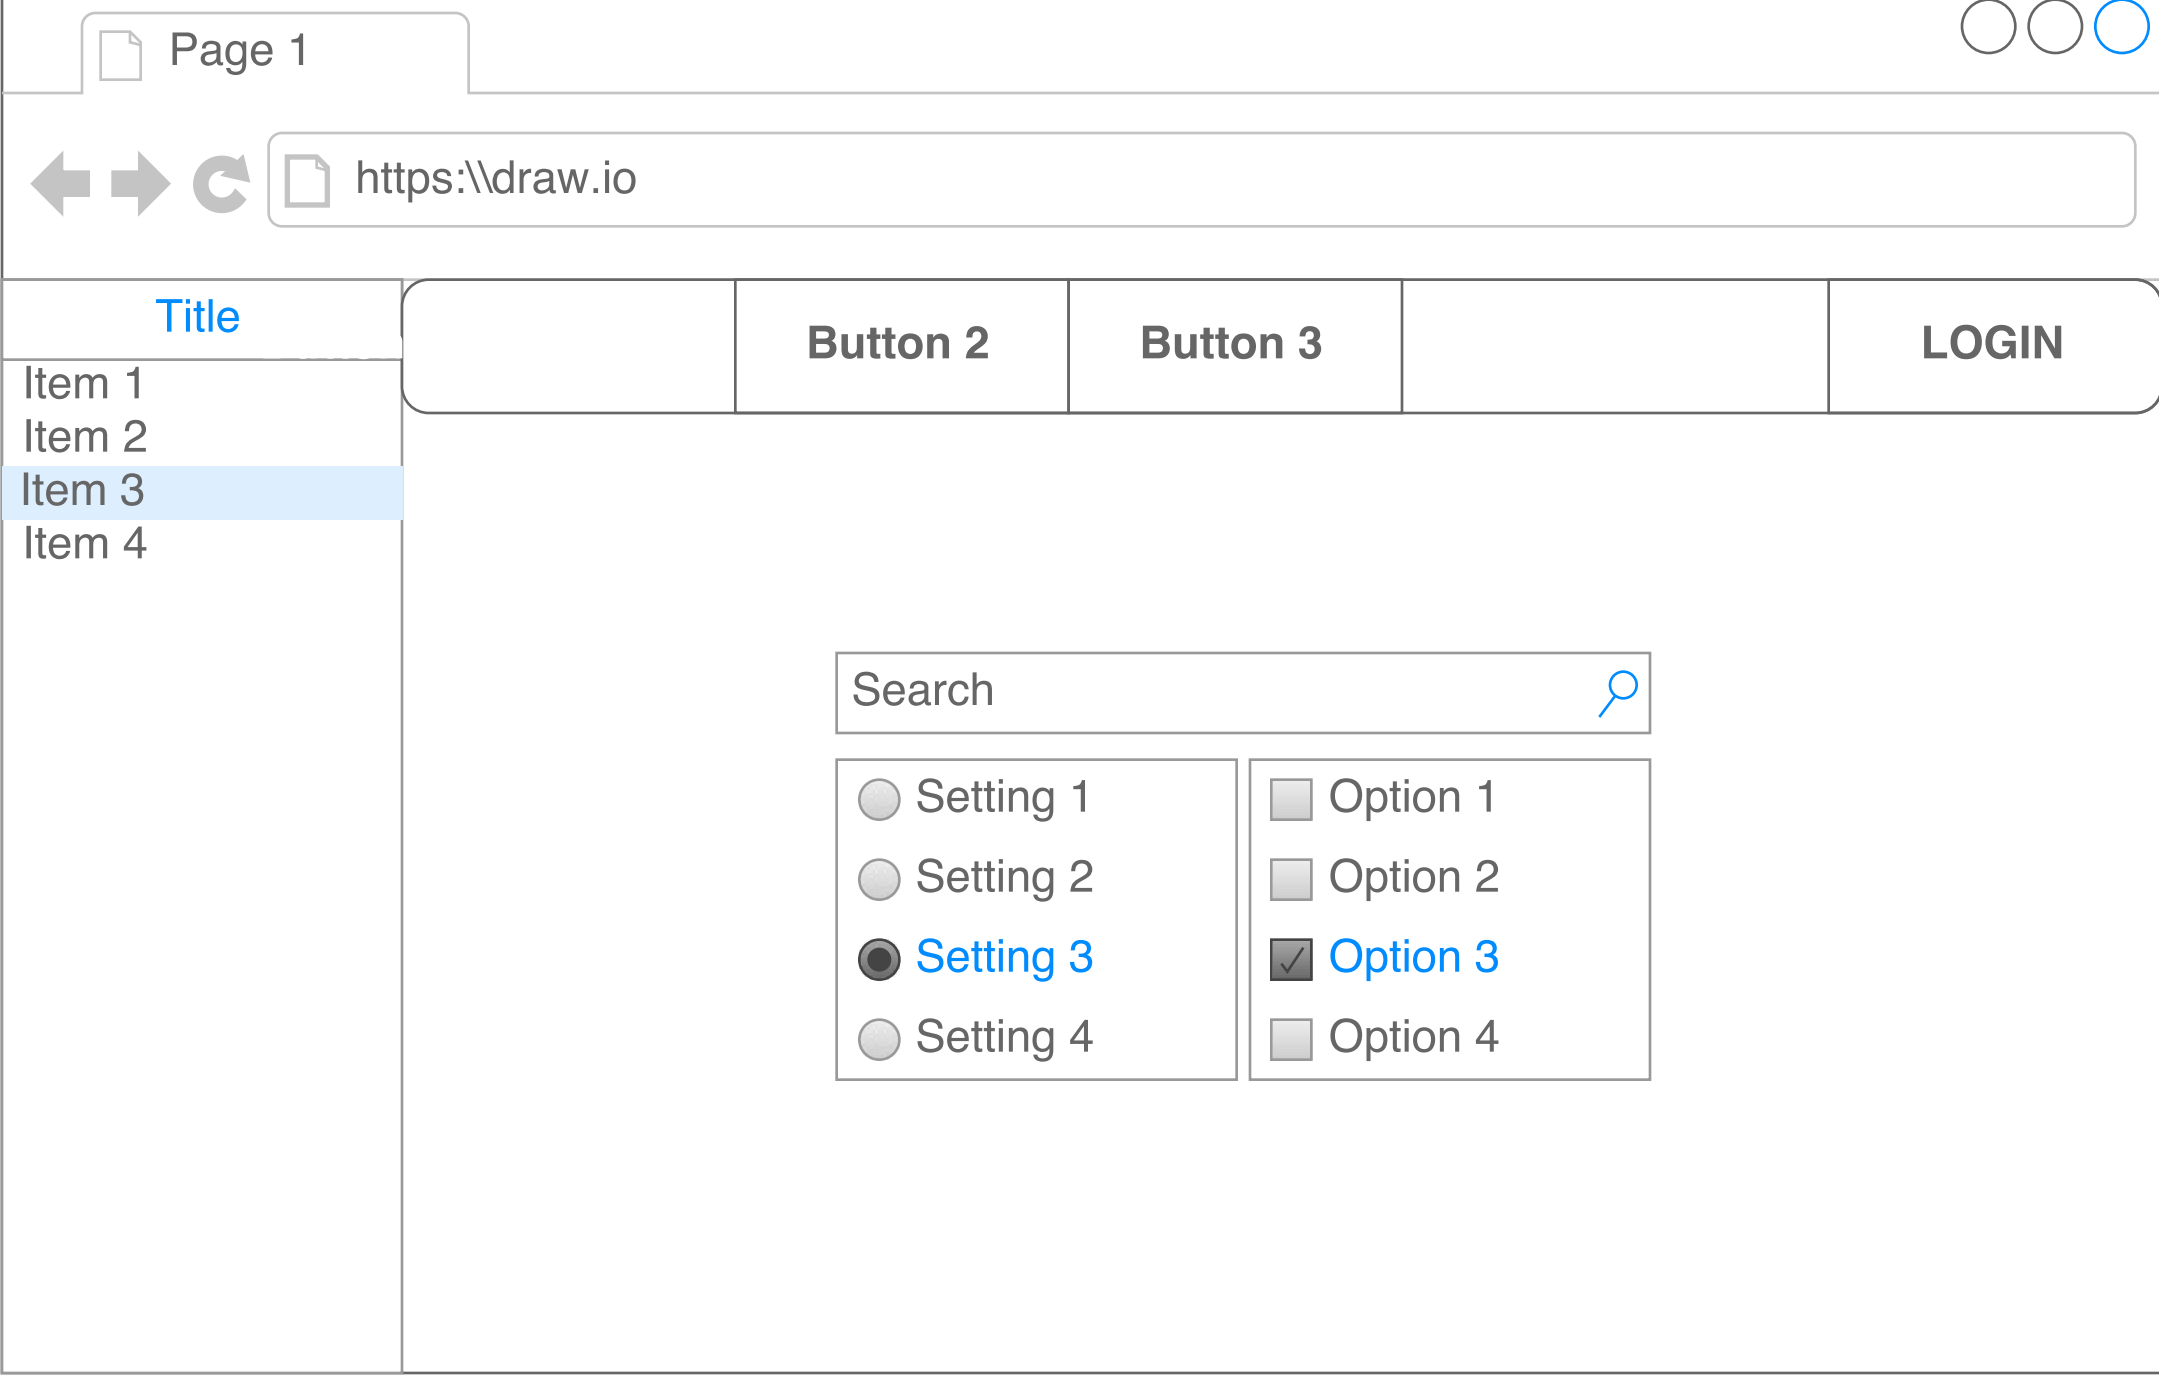 Page 1
https:\\draw.io
Title
Button 2
Button 3
LOGIN
Item 1
Item 2
Item 3
Item 4
Search
Setting 1
Option 1
Setting 2
Option 2
Setting 3
Option 3
Setting 4
Option 4